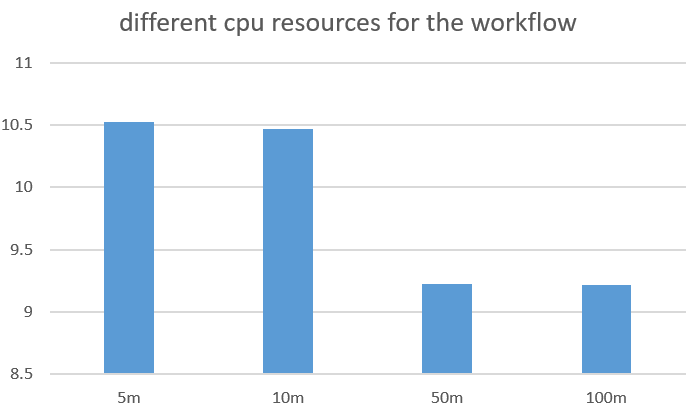 different cpu resources for the workflow
11
10.5
10
9.5
9
8.5
5m
10m
50m
100m